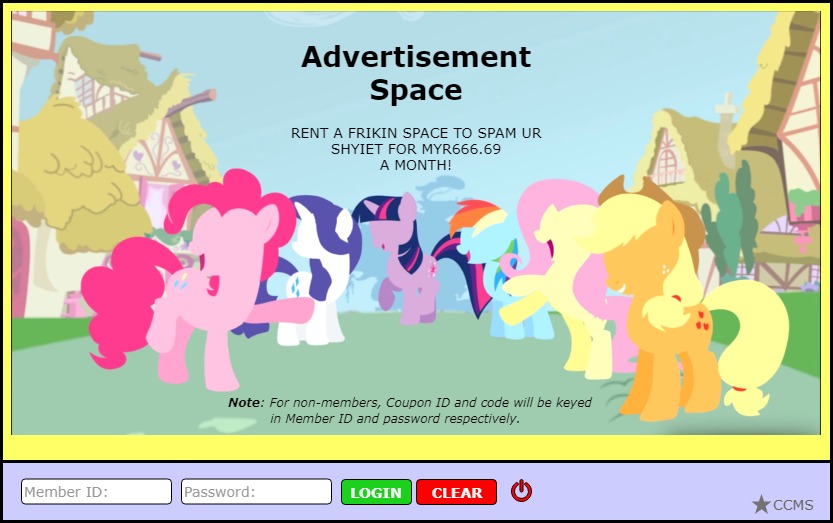 Advertisement
Space
RENT A FRIKIN SPACE TO SPAM UR
SHYIET FOR MYR666.69
A MONTH!
Note: For non-members, Coupon ID and code will be keyed
in Member ID and password respectively.
Member ID: Password: LOGIN CLEAR
CCMS